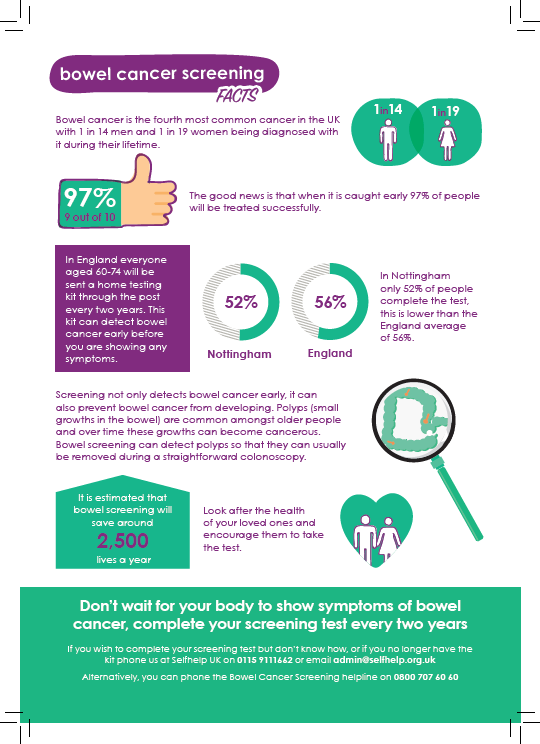 bowel cancer screening
FACTS
Bowel cancer is the fourth most common cancer in the UK
with 1 in 14 men and 1 in 19 women being diagnosed with
it during their lifetime.
1 in 14
1 in 19
97%
9 out of 10
The good news is that when it is caught early 97% of people
will be treated successfully.
In England everyone
aged 60-74 will be
sent a home testing
kit through the post
every two years. This
kit can detect bowel
cancer early before
you are showing any
symptoms.
52%
Nottingham
56%
England
In Nottingham
only 52% of people
complete the test,
this is lower than the
England average
of 56%.
Screening not only detects bowel cancer early, it can
also prevent bowel cancer from developing. Polyps (small
growths in the bowel) are common amongst older people
and over time these growths can become cancerous.
Bowel screening can detect polyps so that they can usually
be removed during a straightforward colonoscopy.
It is estimated that
bowel screening will
save around
2,500
lives a year
Look after the health
of your loved ones and
encourage them to take
the test.
Don't wait for your body to show symptoms of bowel
cancer, complete your screening test every two years
If you wish to complete your screening test but don't know how, or if you no longer have the
kit phone us at Selfhelp UK on 0115 9111662 or email admin@selfhelp.org.uk
Alternatively, you can phone the Bowel Cancer Screening helpline on 0800 707 60 60